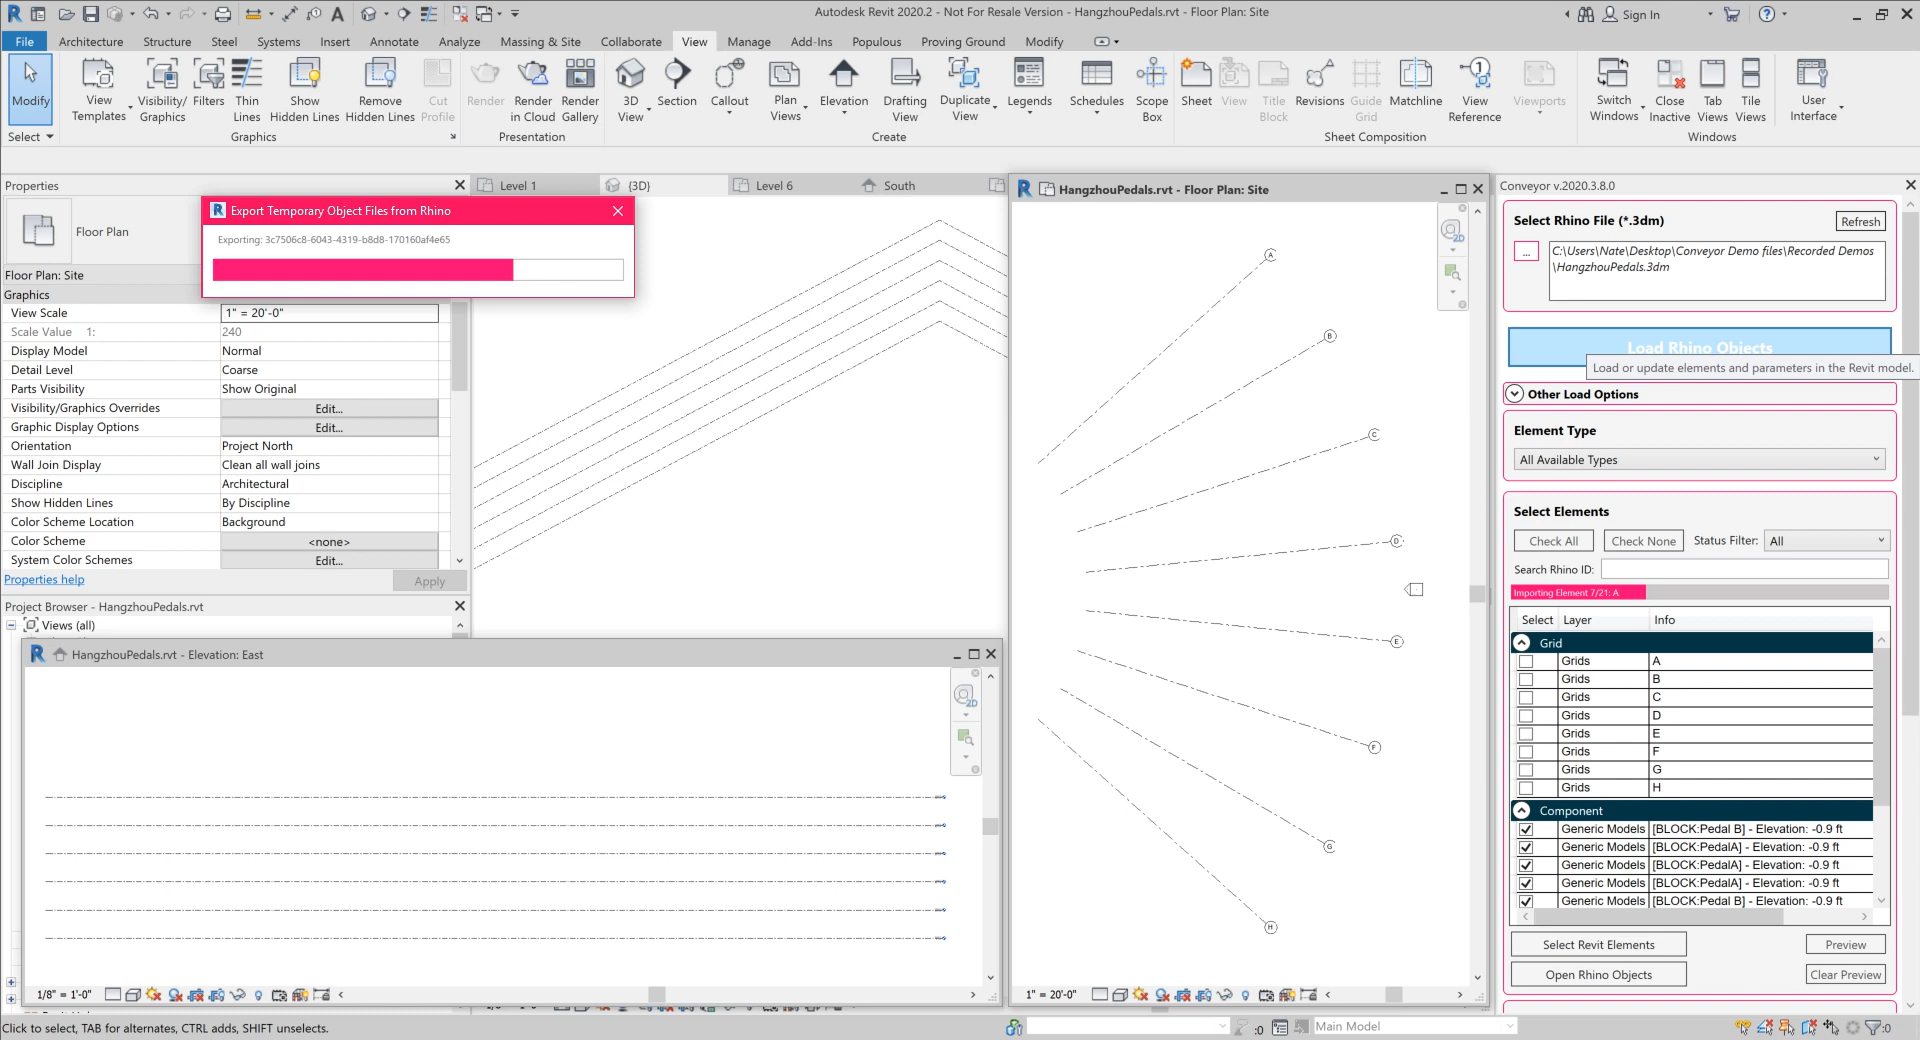 Autodesk Revit 2020.2 - Not For Resale Version - HangzhouPedals.rvt - Floor Plan: Site
Sign In
File Architecture Structure Steel Systems Insert Annotate Analyze Massing & Site Collaborate View Manage Add-Ins Populous Proving Ground Modify
Modify
View Templates
Visibility/ Graphics
Filters
Thin Lines
Show Hidden Lines
Remove Hidden Lines
Cut Profile
Render
Render in Cloud
Render Gallery
3D View
Section
Callout
Plan Views
Elevation
Drafting View
Duplicate View
Legends
Schedules
Scope Box
Sheet
View
Title Block
Revisions
Guide Grid
Matchline
View Reference
Viewports
Switch Windows
Close Inactive
Tab Views
Tile Views
User Interface
Select
Graphics
Presentation
Create
Sheet Composition
Windows
Properties
Level 1
{3D}
Level 6
South
Export Temporary Object Files from Rhino
Exporting: 3c7506c8-6043-4319-b8d8-170160af4e65
Floor Plan
Floor Plan: Site
Graphics
View Scale 1" = 20'-0"
Scale Value 1: 240
Display Model Normal
Detail Level Coarse
Parts Visibility Show Original
Visibility/Graphics Overrides Edit...
Graphic Display Options Edit...
Orientation Project North
Wall Join Display Clean all wall joins
Discipline Architectural
Show Hidden Lines By Discipline
Color Scheme Location Background
Color Scheme <none>
System Color Schemes Edit...
Properties help
Apply
Project Browser - HangzhouPedals.rvt
Views (all)
HangzhouPedals.rvt - Elevation: East
2D
1/8" = 1'-0"
HangzhouPedals.rvt - Floor Plan: Site
2D
A
B
C
D
E
F
G
H
1" = 20'-0"
Conveyor v.2020.3.8.0
Select Rhino File (*.3dm)
Refresh
...
C:\Users\Nate\Desktop\Conveyor Demo files\Recorded Demos
\HangzhouPedals.3dm
Load Rhino Objects
Load or update elements and parameters in the Revit model.
Other Load Options
Element Type
All Available Types
Select Elements
Check All
Check None
Status Filter: All
Search Rhino ID:
Importing Element 7/21: A
Select Layer Info
Grid
Grids A
Grids B
Grids C
Grids D
Grids E
Grids F
Grids G
Grids H
Component
Generic Models [BLOCK:Pedal B] - Elevation: -0.9 ft
Generic Models [BLOCK:PedalA] - Elevation: -0.9 ft
Generic Models [BLOCK:PedalA] - Elevation: -0.9 ft
Generic Models [BLOCK:PedalA] - Elevation: -0.9 ft
Generic Models [BLOCK:Pedal B] - Elevation: -0.9 ft
Select Revit Elements
Preview
Open Rhino Objects
Clear Preview
Click to select, TAB for alternates, CTRL adds, SHIFT unselects.
:0
Main Model
:0